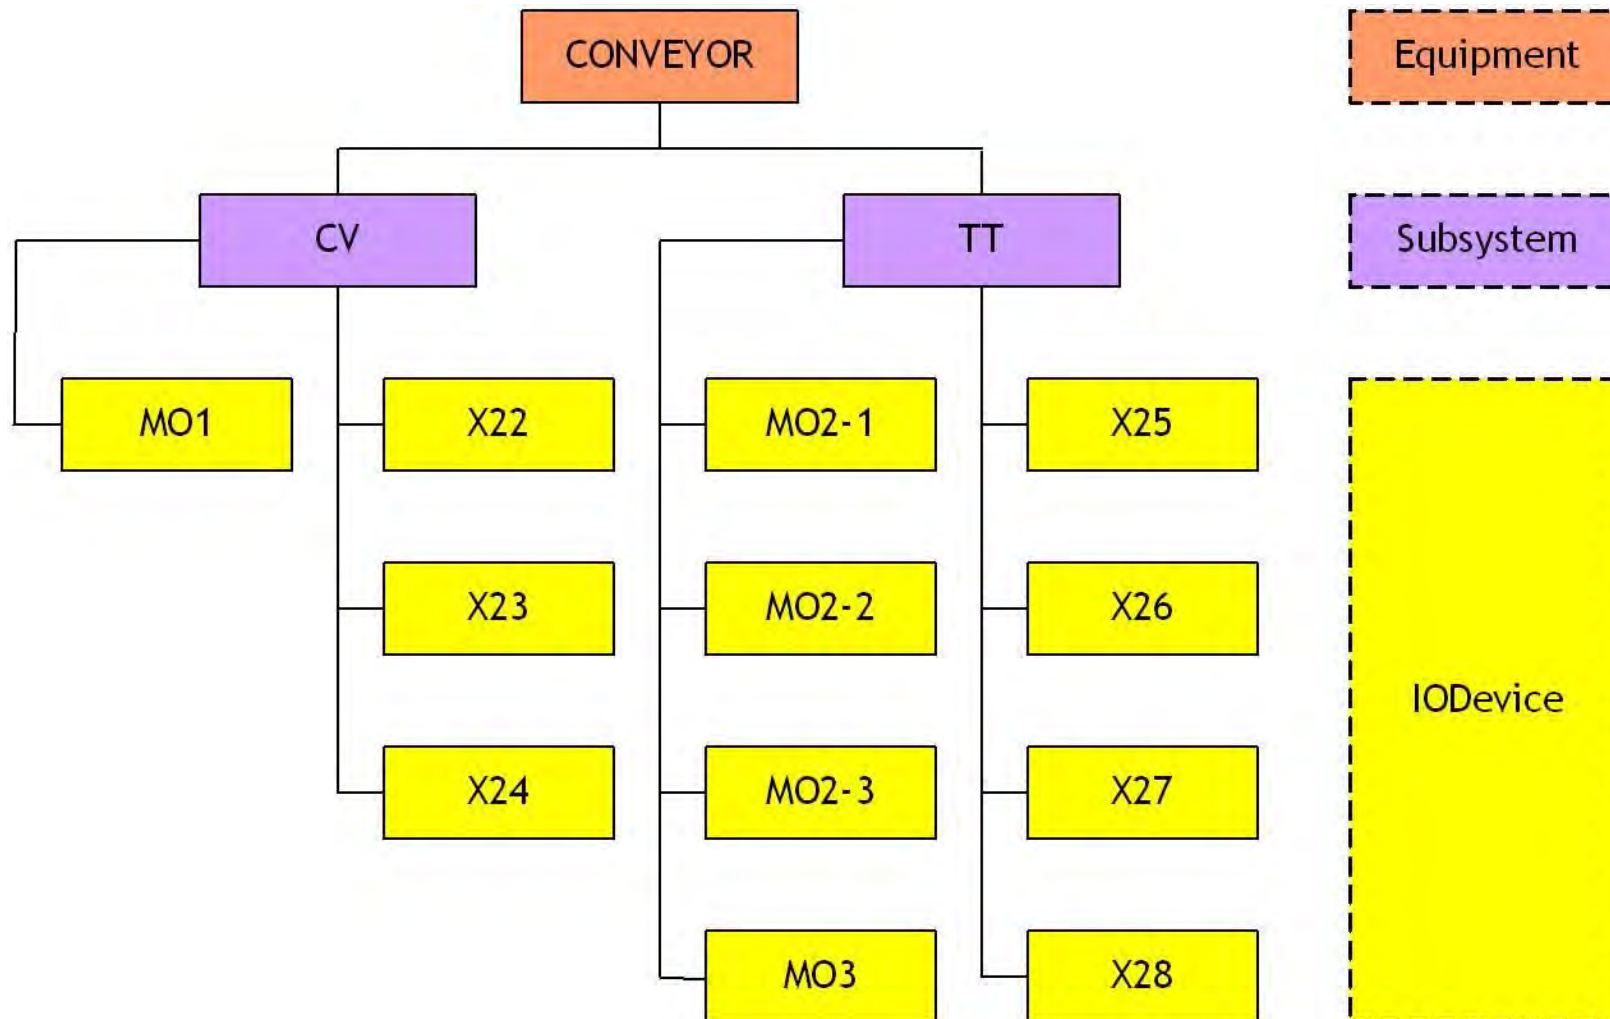 CONVEYOR
Equipment
CV
TT
Subsystem
MO1
X22
MO2-1
X25
X23
MO2-2
X26
IODevice
X24
MO2-3
X27
MO3
X28